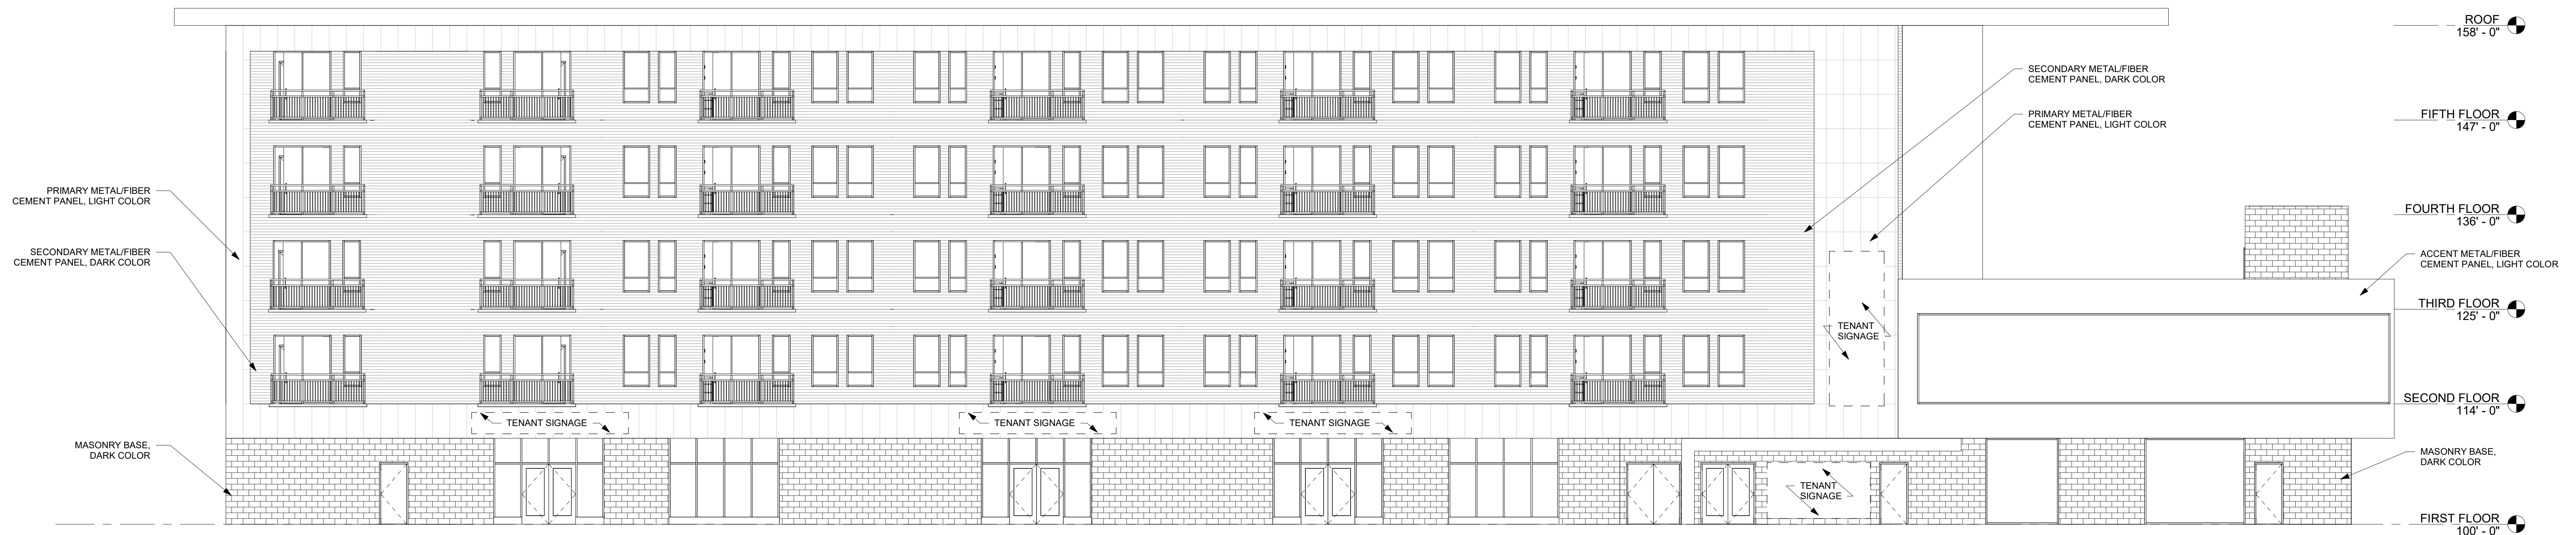 ROOF
158' - 0"
SECONDARY METAL/FIBER
CEMENT PANEL, DARK COLOR
PRIMARY METAL/FIBER
CEMENT PANEL, LIGHT COLOR
FIFTH FLOOR
147' - 0"
PRIMARY METAL/FIBER
CEMENT PANEL, LIGHT COLOR
FOURTH FLOOR
136' - 0"
SECONDARY METAL/FIBER
CEMENT PANEL, DARK COLOR
ACCENT METAL/FIBER
CEMENT PANEL, LIGHT COLOR
THIRD FLOOR
125' - 0"
TENANT
SIGNAGE
SECOND FLOOR
114' - 0"
TENANT SIGNAGE
TENANT SIGNAGE
TENANT SIGNAGE
MASONRY BASE,
DARK COLOR
MASONRY BASE,
DARK COLOR
TENANT
SIGNAGE
FIRST FLOOR
100' - 0"